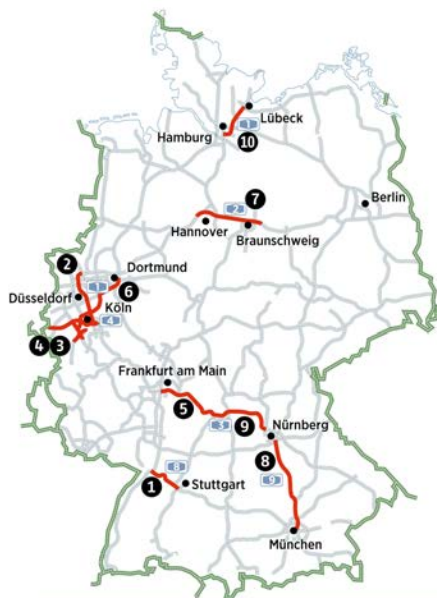 Lübeck
1
Hamburg
10
7
2
Berlin
Hannover
Braunschweig
2
Dortmund
1
6
Düsseldorf
Köln
4
4
3
Frankfurt am Main
5
3
9
Nürnberg
8
9
8
1
Stuttgart
München